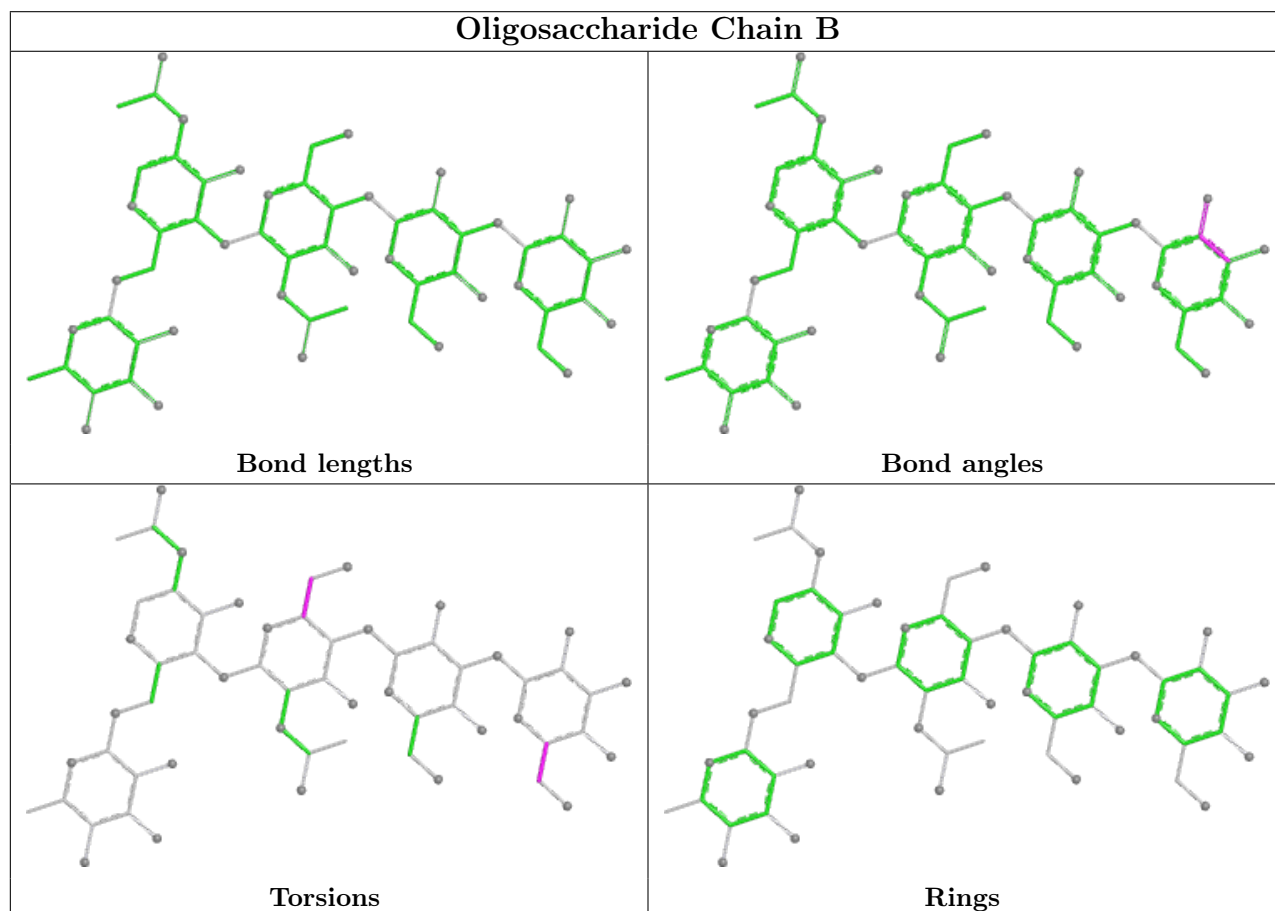 Oligosaccharide Chain B
Bond lengths
Bond angles
Torsions
Rings